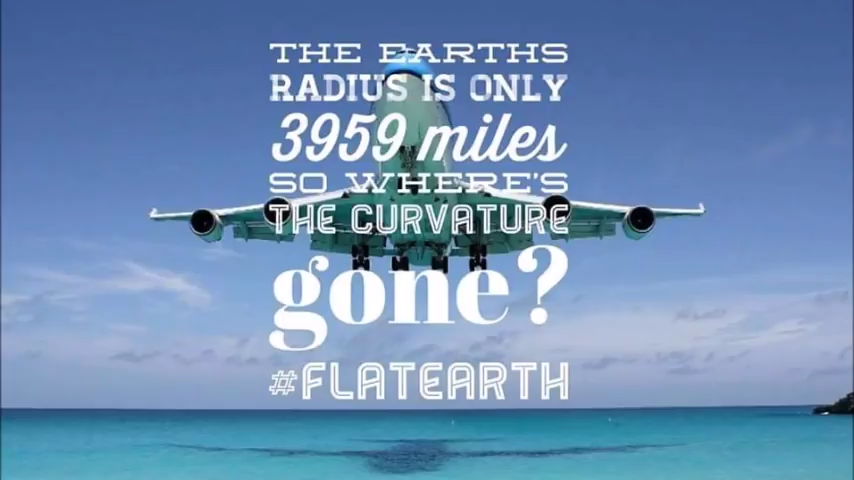 THE EARTHS
RADIUS IS ONLY
3959 miles
SO WHERE'S
THE CURVATURE
gone?
#FLATEARTH